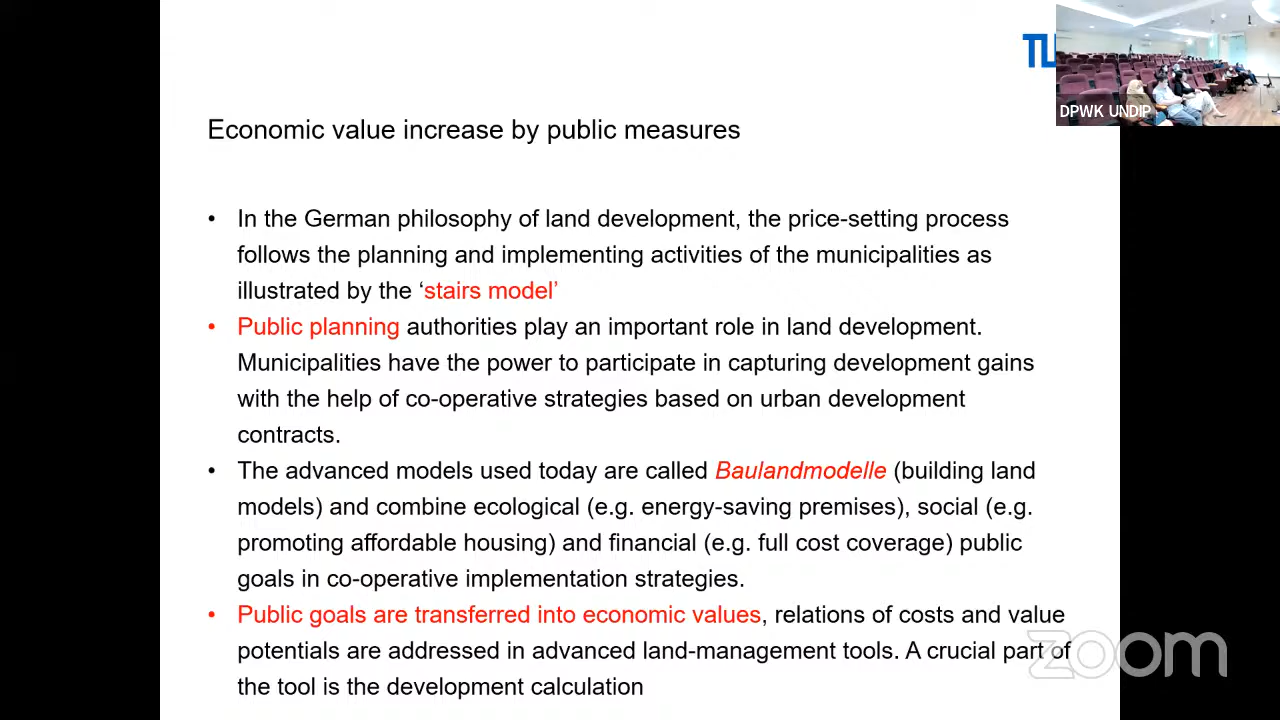 TU
DPWK UNDIP
Economic value increase by public measures
• In the German philosophy of land development, the price-setting process
follows the planning and implementing activities of the municipalities as
illustrated by the ‘stairs model’
• Public planning authorities play an important role in land development.
Municipalities have the power to participate in capturing development gains
with the help of co-operative strategies based on urban development
contracts.
• The advanced models used today are called Baulandmodelle (building land
models) and combine ecological (e.g. energy-saving premises), social (e.g.
promoting affordable housing) and financial (e.g. full cost coverage) public
goals in co-operative implementation strategies.
• Public goals are transferred into economic values, relations of costs and value
potentials are addressed in advanced land-management tools. A crucial part of
the tool is the development calculation
zoom